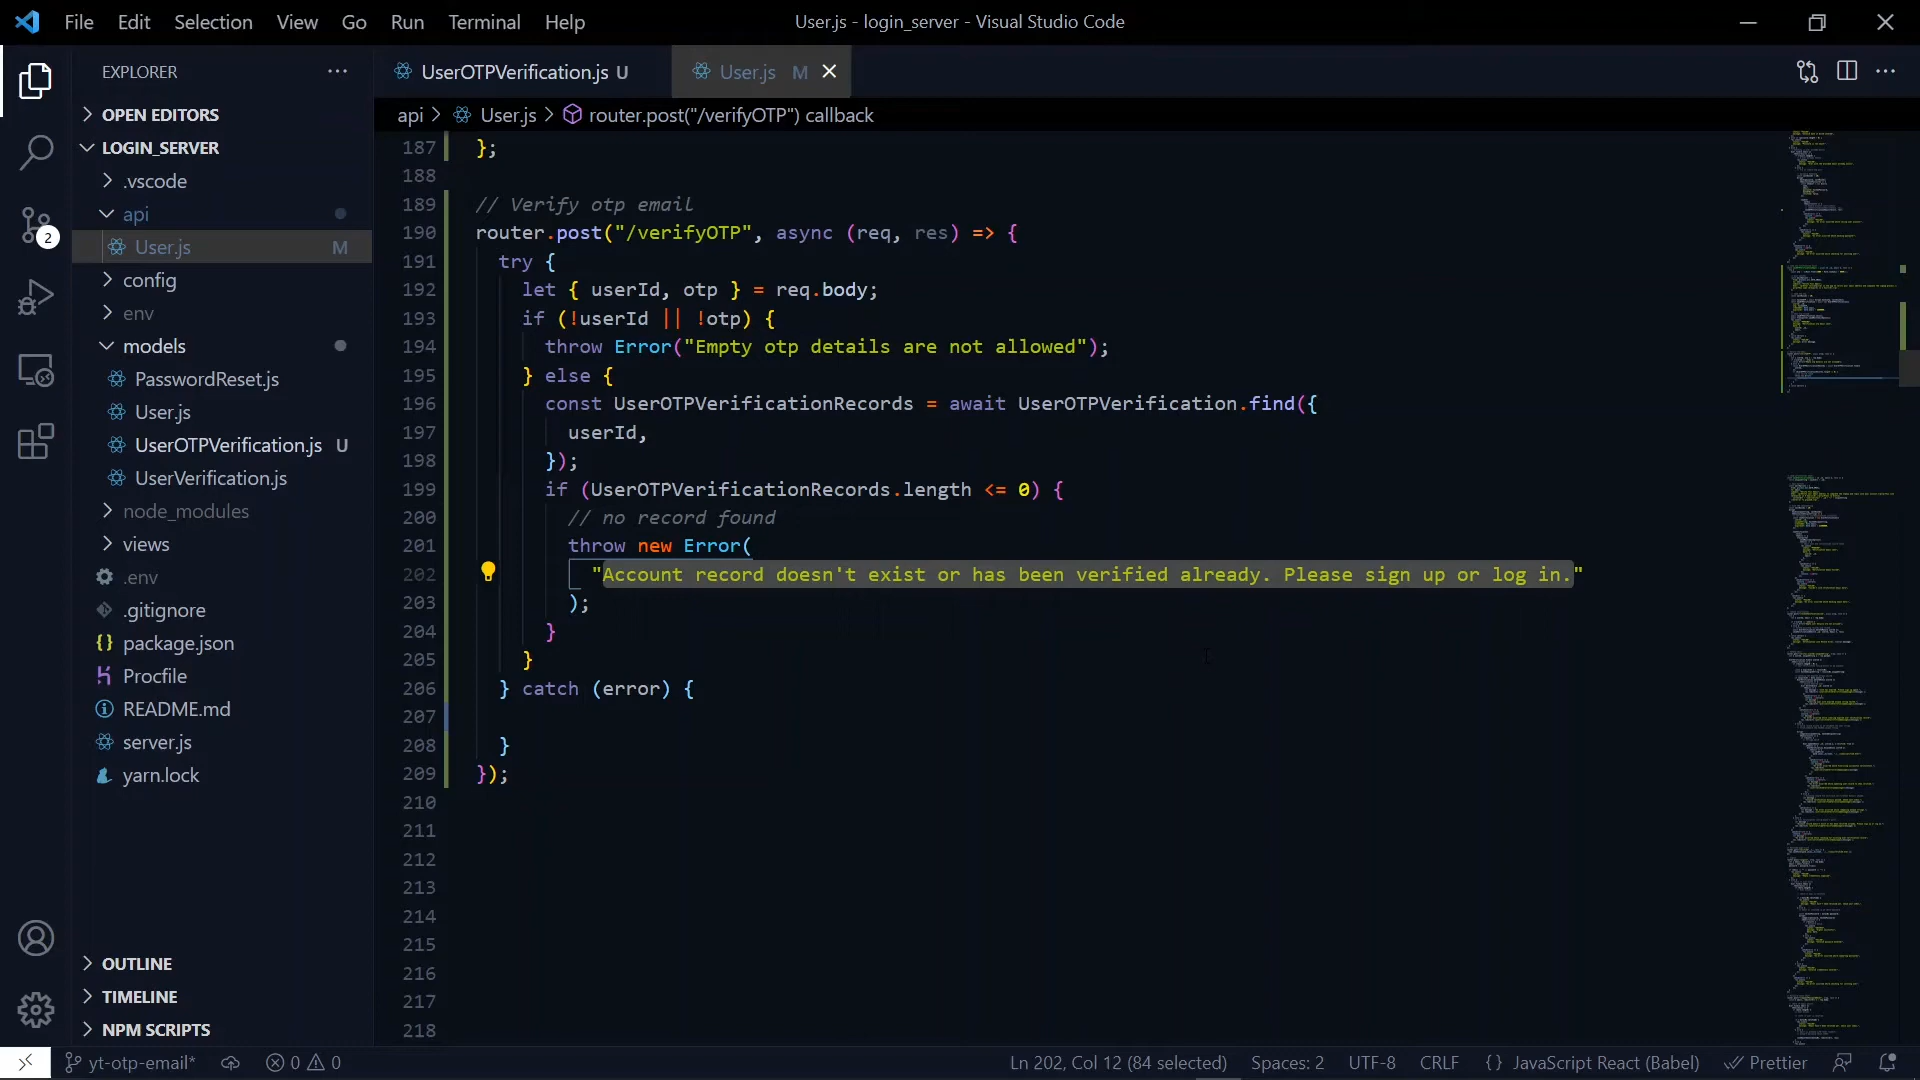 File Edit Selection View Go Run Terminal Help
User.js - login_server - Visual Studio Code
EXPLORER
UserOTPVerification.js U
User.js M
api > User.js > router.post("/verifyOTP") callback
OPEN EDITORS
LOGIN_SERVER
.vscode
api
User.js M
config
env
models
PasswordReset.js
User.js
UserOTPVerification.js U
UserVerification.js
node_modules
views
.env
.gitignore
package.json
Procfile
README.md
server.js
yarn.lock
OUTLINE
TIMELINE
NPM SCRIPTS
2
187 };
188
189 // Verify otp email
190 router.post("/verifyOTP", async (req, res) => {
191 try {
192 let { userId, otp } = req.body;
193 if (!userId || !otp) {
194 throw Error("Empty otp details are not allowed");
195 } else {
196 const UserOTPVerificationRecords = await UserOTPVerification.find({
197 userId,
198 });
199 if (UserOTPVerificationRecords.length <= 0) {
200 // no record found
201 throw new Error(
202 "Account record doesn't exist or has been verified already. Please sign up or log in."
203 );
204 }
205 }
206 } catch (error) {
207
208 }
209 });
210
211
212
213
214
215
216
217
218
yt-otp-email* 0 0
Ln 202, Col 12 (84 selected) Spaces: 2 UTF-8 CRLF {} JavaScript React (Babel) Prettier